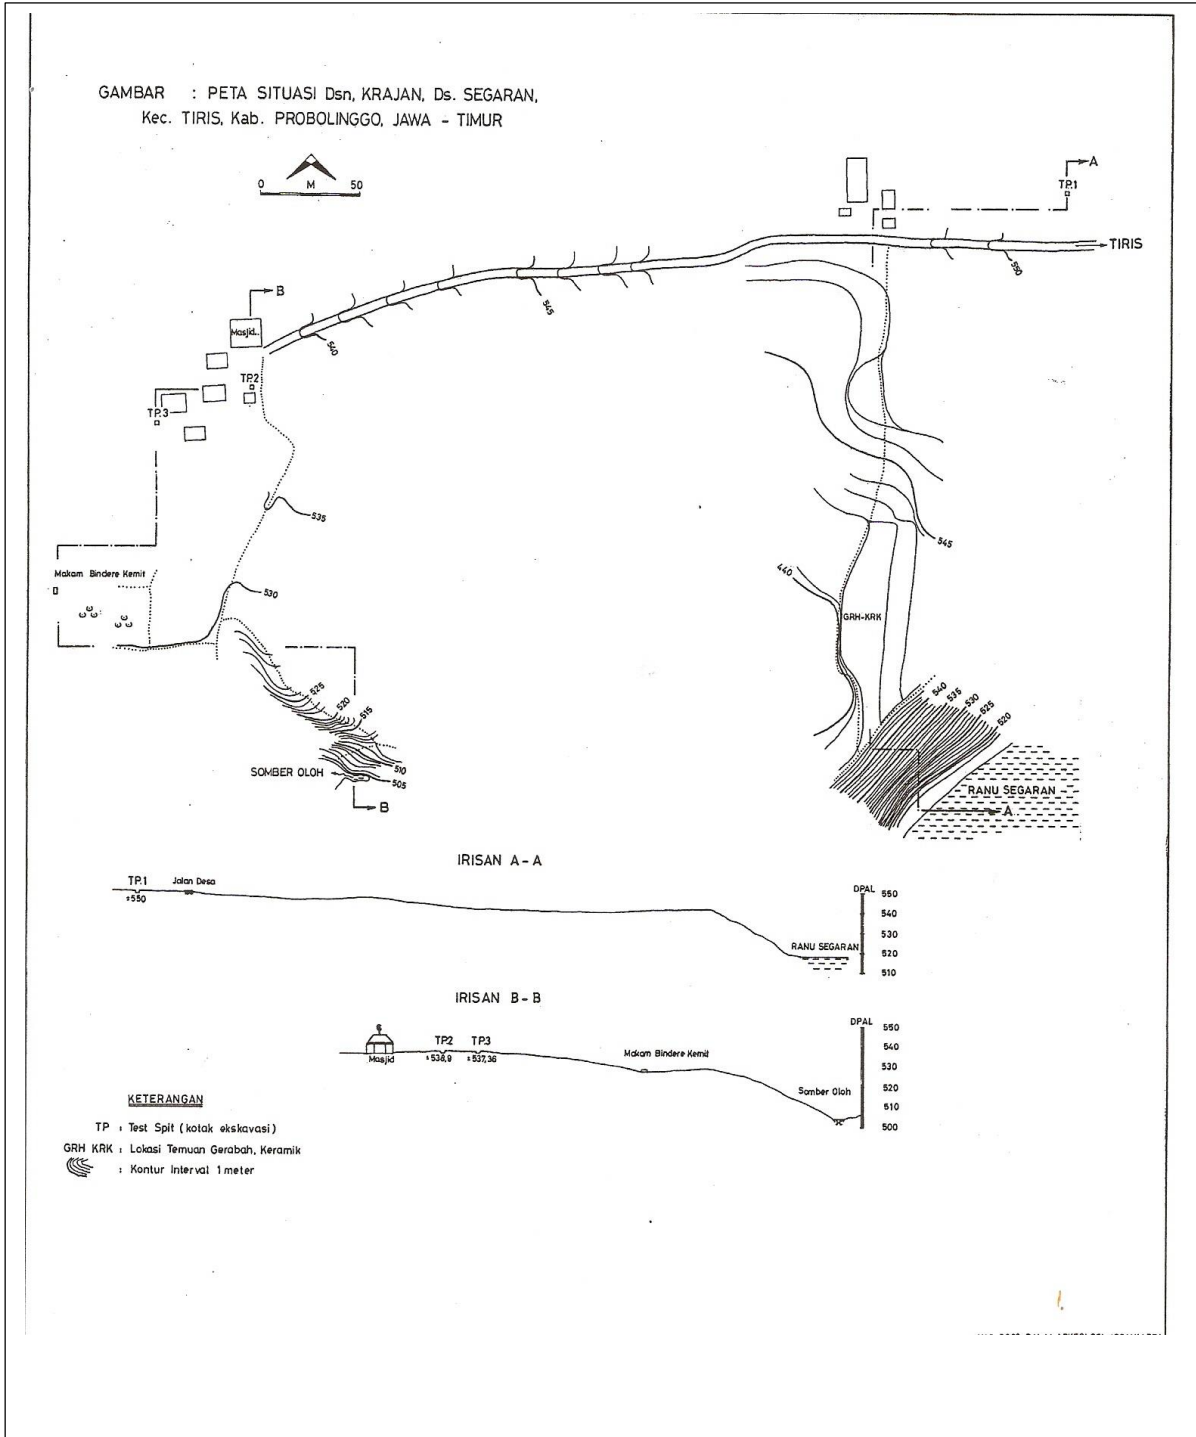 GAMBAR : PETA SITUASI Dsn, KRAJAN, Ds. SEGARAN,
Kec. TIRIS, Kab. PROBOLINGGO, JAWA - TIMUR
0 M 50
A
TP.1
TIRIS
550
B
545
Masjid..
540
TP.2
TP.3
535
545
Makam Bindere Kemit
530
440
GRH-KRK
525
520
515
510
505
SOMBER OLOH
B
540
535
530
525
520
RANU SEGARAN
A
IRISAN A - A
TP.1 Jalan Desa
±550
DPAL
550
540
530
520
510
RANU SEGARAN
IRISAN B - B
TP.2 TP.3
Masjid ±538,9 ±537,36
Makam Bindere Kemit
Somber Oloh
DPAL
550
540
530
520
510
500
KETERANGAN
TP : Test Spit (kotak ekskavasi)
GRH KRK : Lokasi Temuan Gerabah, Keramik
: Kontur Interval 1 meter